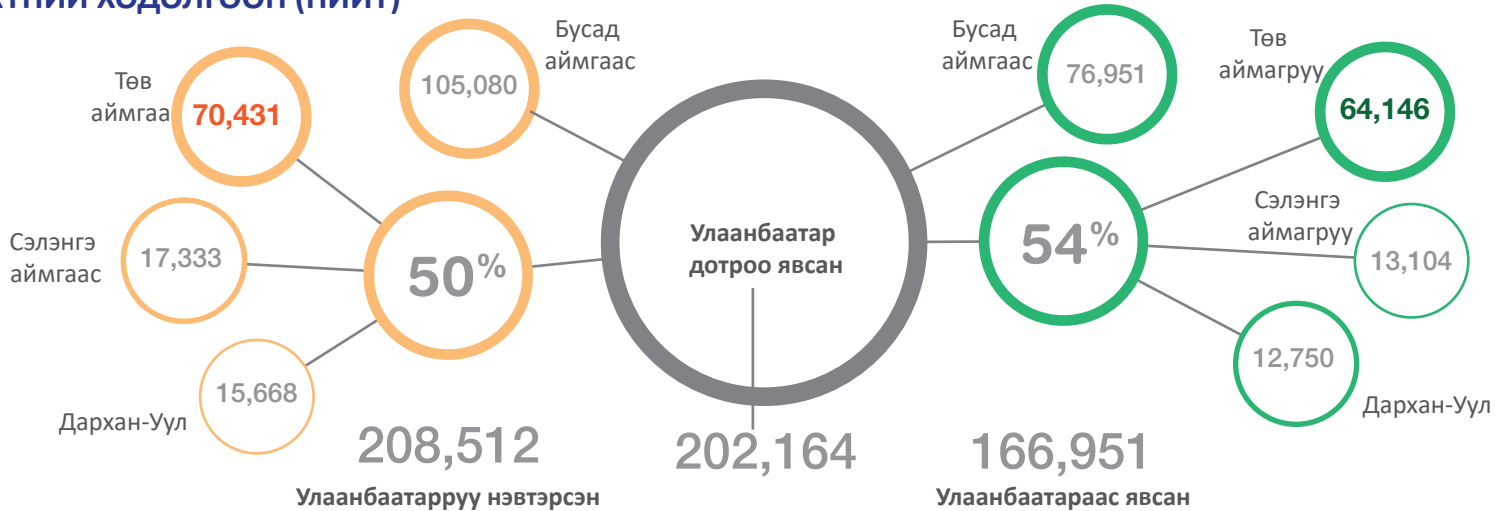 ХӨДӨЛГӨӨН (НИЙТ)
Төв
аймгаа
70,431
Бусад
аймгаас
105,080
Сэлэнгэ
аймгаас
17,333
50%
15,668
Дархан-Уул
208,512
Улаанбаатарруу нэвтэрсэн
Улаанбаатар
дотроо явсан
202,164
Бусад
аймгаас
76,951
Төв
аймагруу
64,146
54%
Сэлэнгэ
аймагруу
13,104
12,750
Дархан-Уул
166,951
Улаанбаатараас явсан